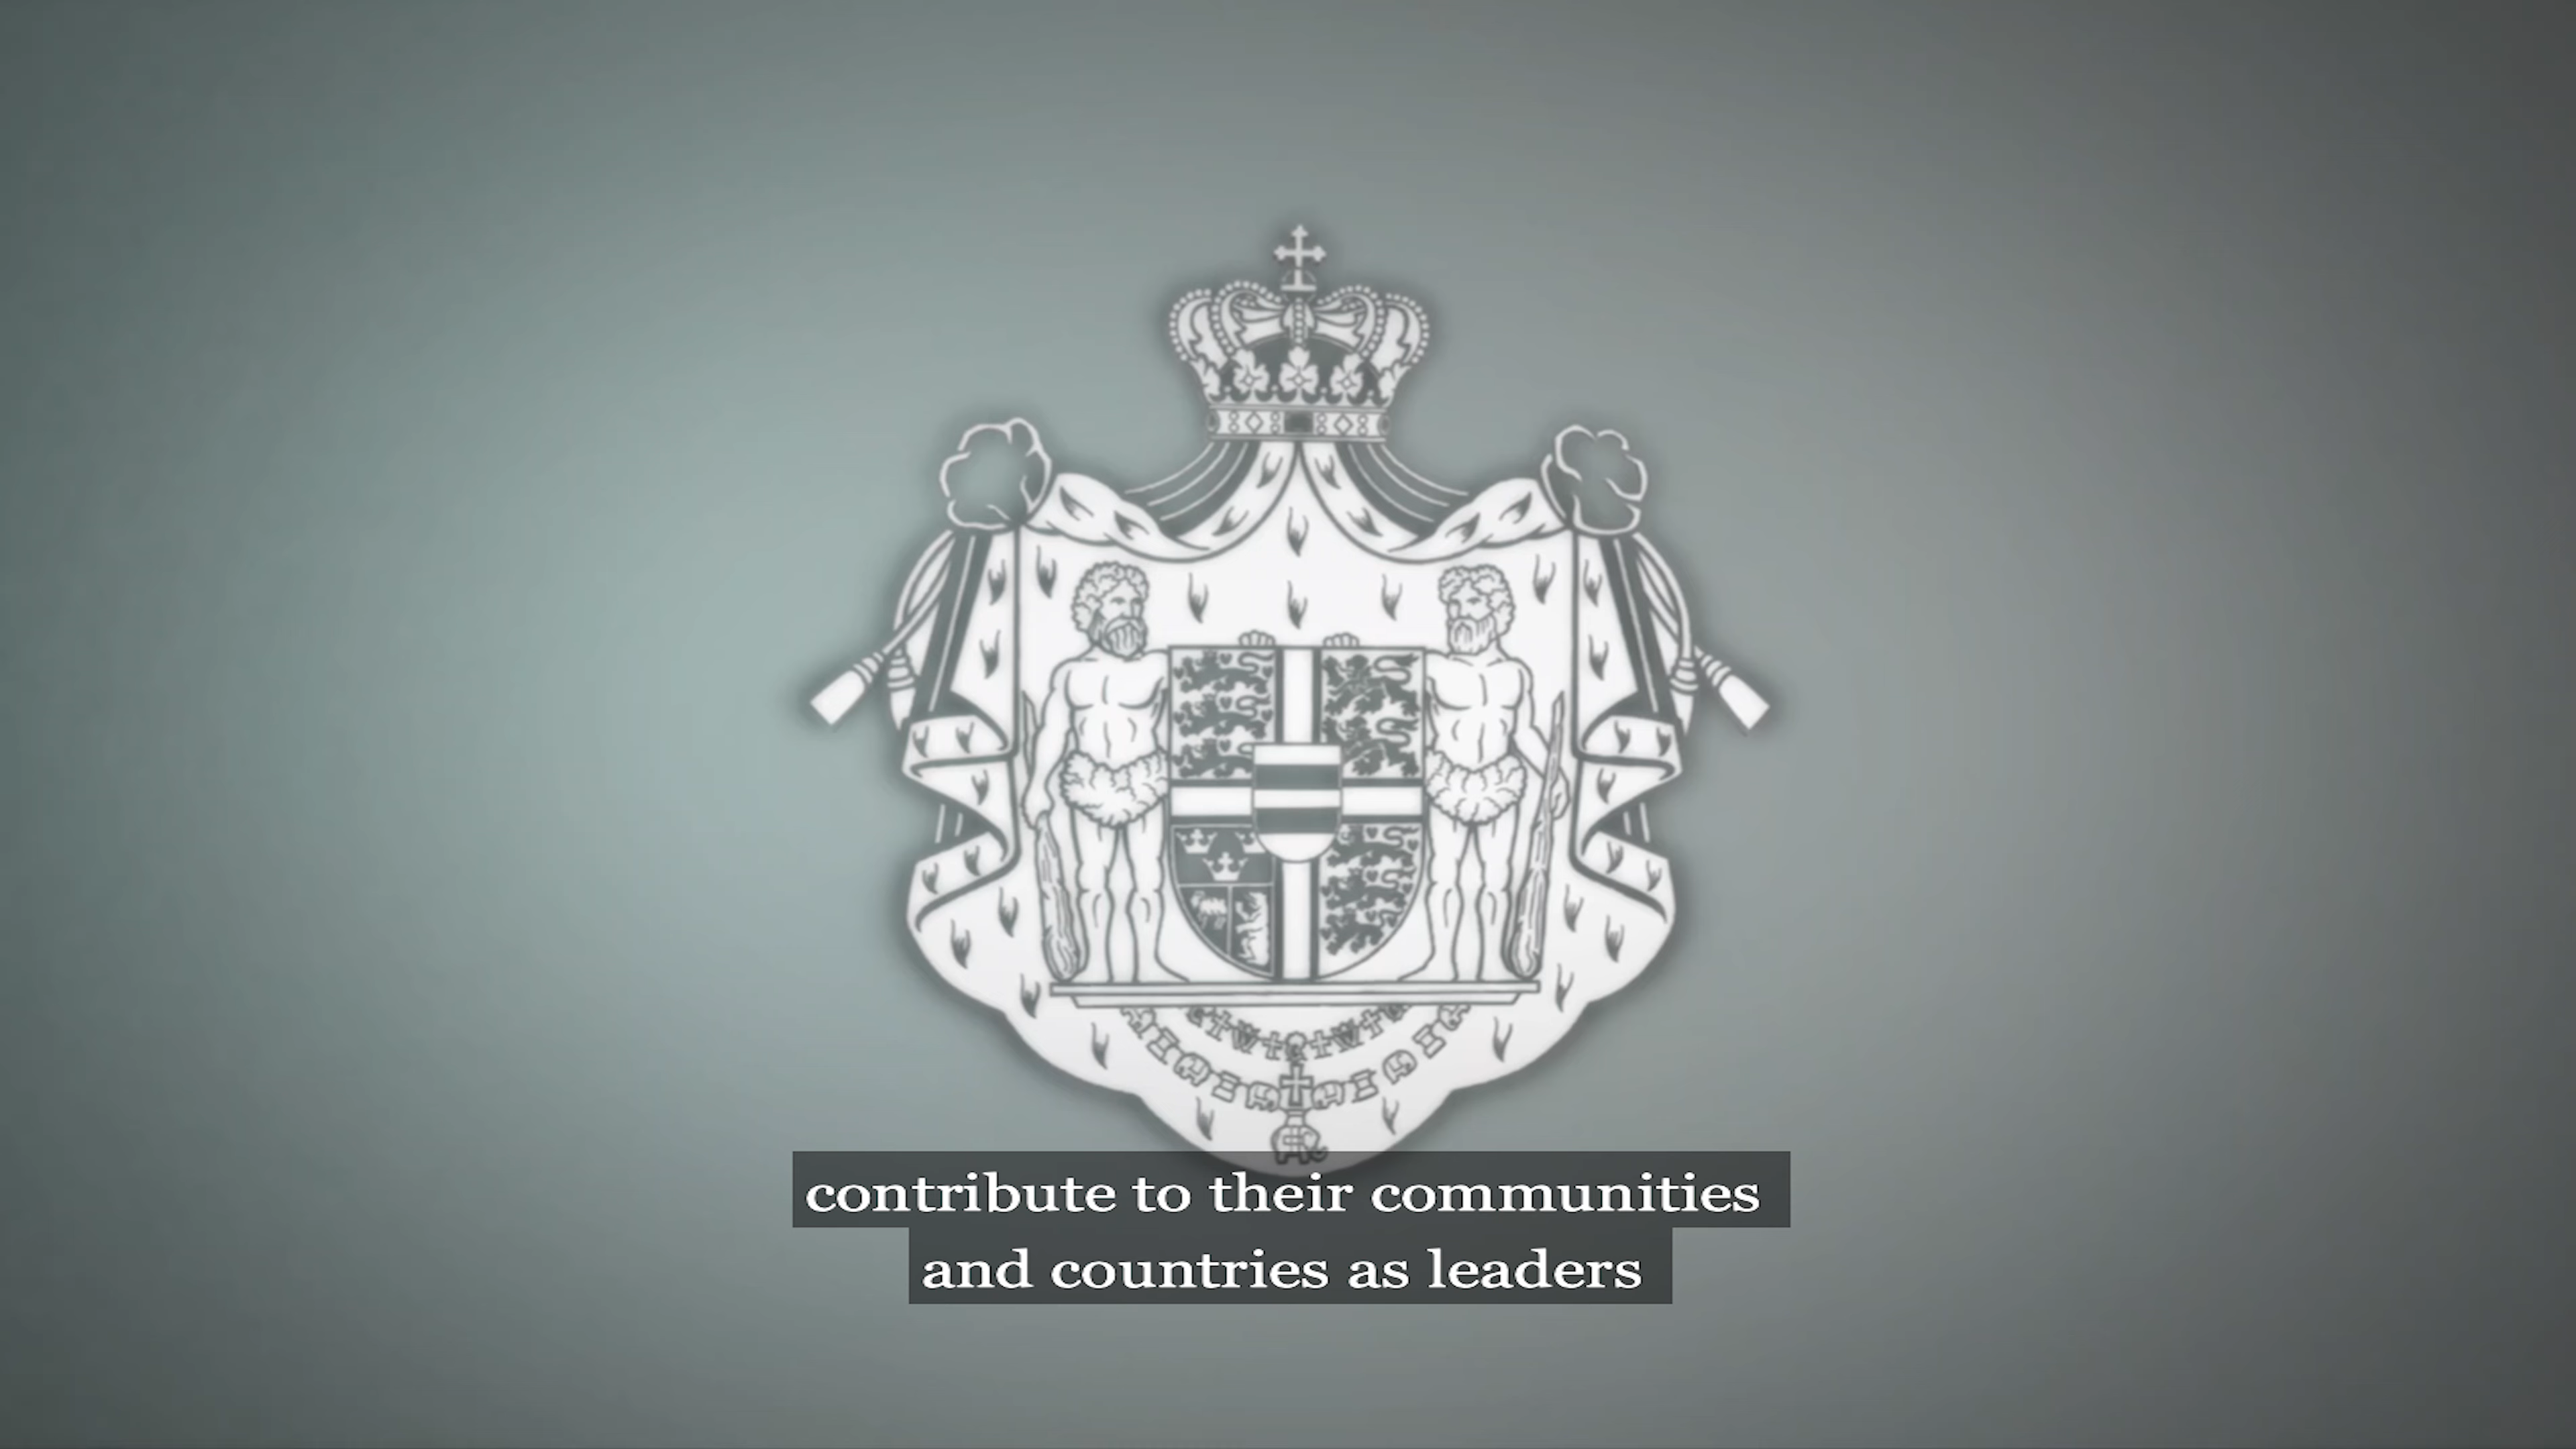 contribute to their communities
and countries as leaders